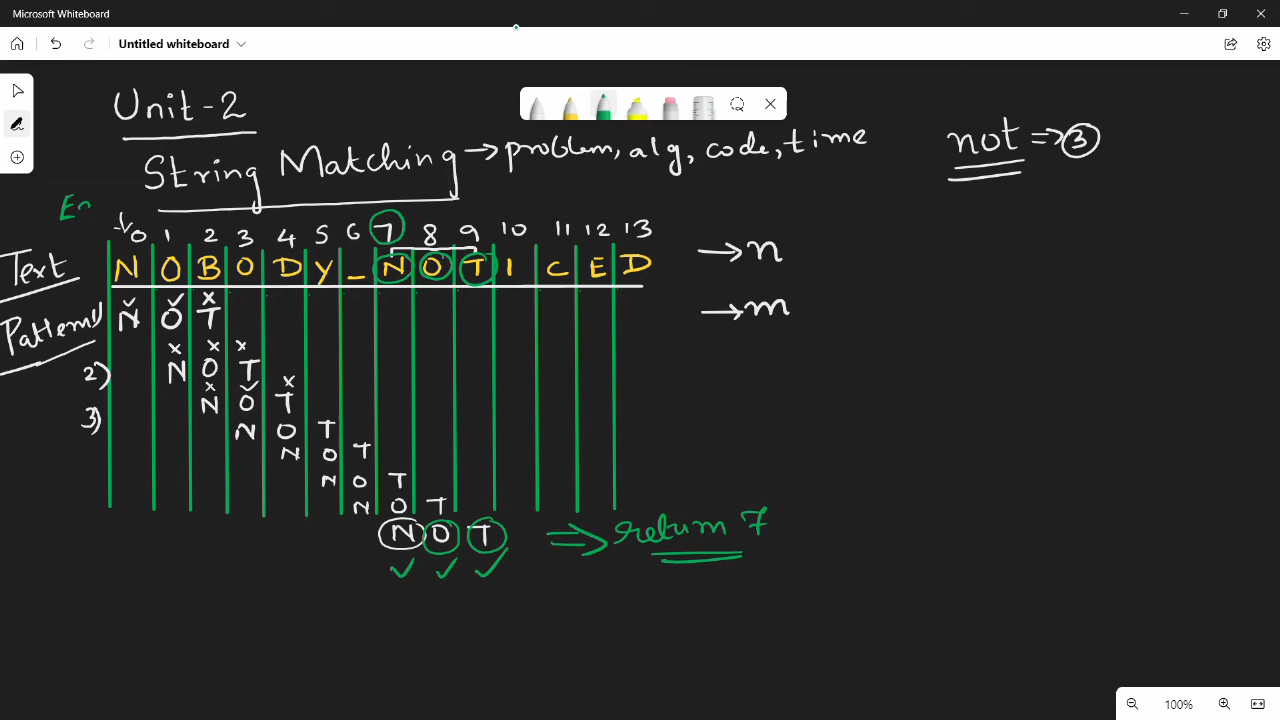 Microsoft Whiteboard
Untitled whiteboard
Unit-2
String Matching → problem, alg, code, time
not => 3
0 1 2 3 4 5 6 7 8 9 10 11 12 13
Text N O B O D Y _ N O T I C E D → n
Pattern 1) N O T → m
2) N O T
3) N O T
N O T
N O T
N O T
N O T
N O T => return 7
100%